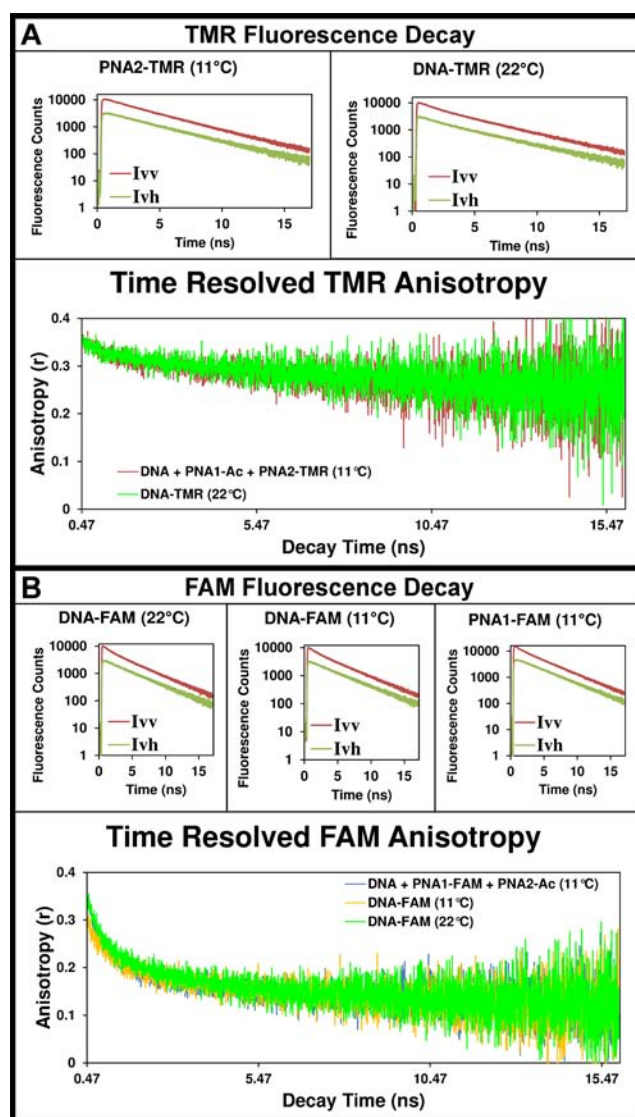 A
TMR Fluorescence Decay
PNA2-TMR (11°C)
Fluorescence Counts
10000
1000
100
10
1
Ivv
Ivh
0 5 10 15
Time (ns)
DNA-TMR (22°C)
Fluorescence Counts
10000
1000
100
10
1
Ivv
Ivh
0 5 10 15
Time (ns)
Time Resolved TMR Anisotropy
Anisotropy (r)
0.4
0.3
0.2
0.1
0
DNA + PNA1-Ac + PNA2-TMR (11°C)
DNA-TMR (22°C)
0.47 5.47 10.47 15.47
Decay Time (ns)
B
FAM Fluorescence Decay
DNA-FAM (22°C)
Fluorescence Counts
10000
1000
100
10
1
Ivv
Ivh
0 5 10 15
Time (ns)
DNA-FAM (11°C)
Fluorescence Counts
10000
1000
100
10
1
Ivv
Ivh
0 5 10 15
Time (ns)
PNA1-FAM (11°C)
Fluorescence Counts
10000
1000
100
10
1
Ivv
Ivh
0 5 10 15
Time (ns)
Time Resolved FAM Anisotropy
Anisotropy (r)
0.4
0.3
0.2
0.1
0
DNA + PNA1-FAM + PNA2-Ac (11°C)
DNA-FAM (11°C)
DNA-FAM (22°C)
0.47 5.47 10.47 15.47
Decay Time (ns)